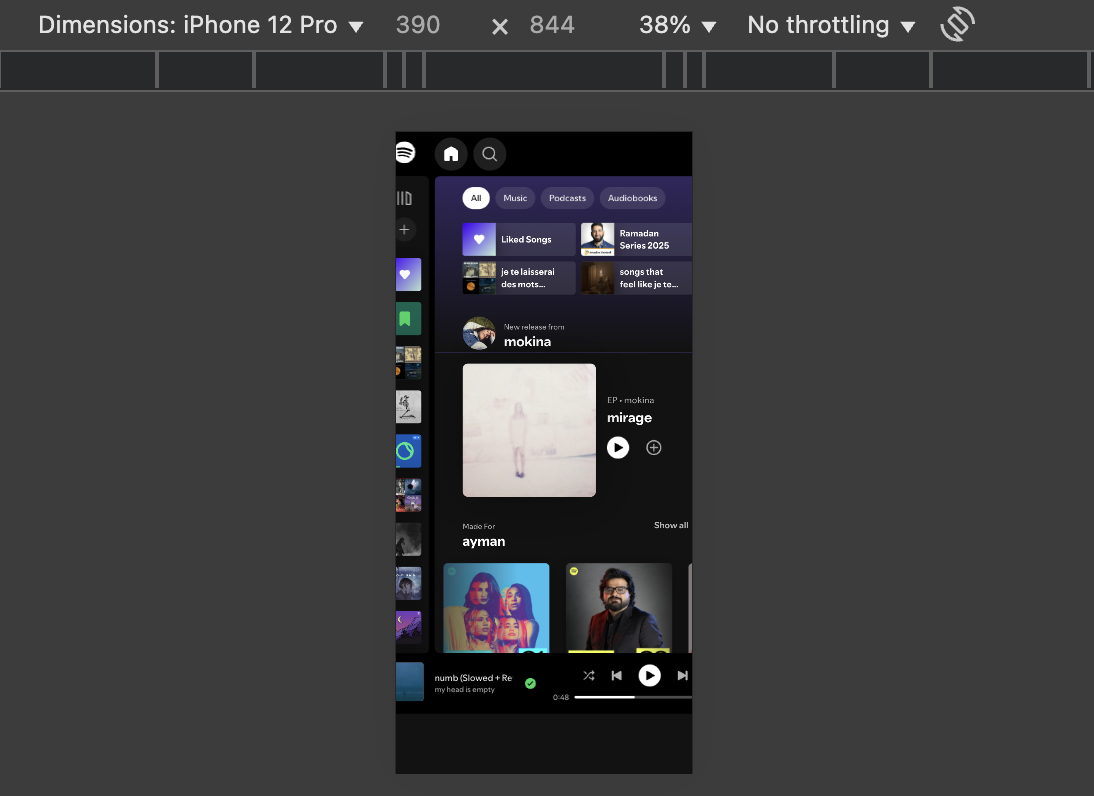 Dimensions: iPhone 12 Pro ▼ 390 × 844 38% ▼ No throttling ▼
All Music Podcasts Audiobooks
Liked Songs
Ramadan
Series 2025
je te laisserai
des mots...
songs that
feel like je te...
New release from
mokina
EP • mokina
mirage
Made For
ayman
Show all
numb (Slowed + Re
my head is empty
0:48